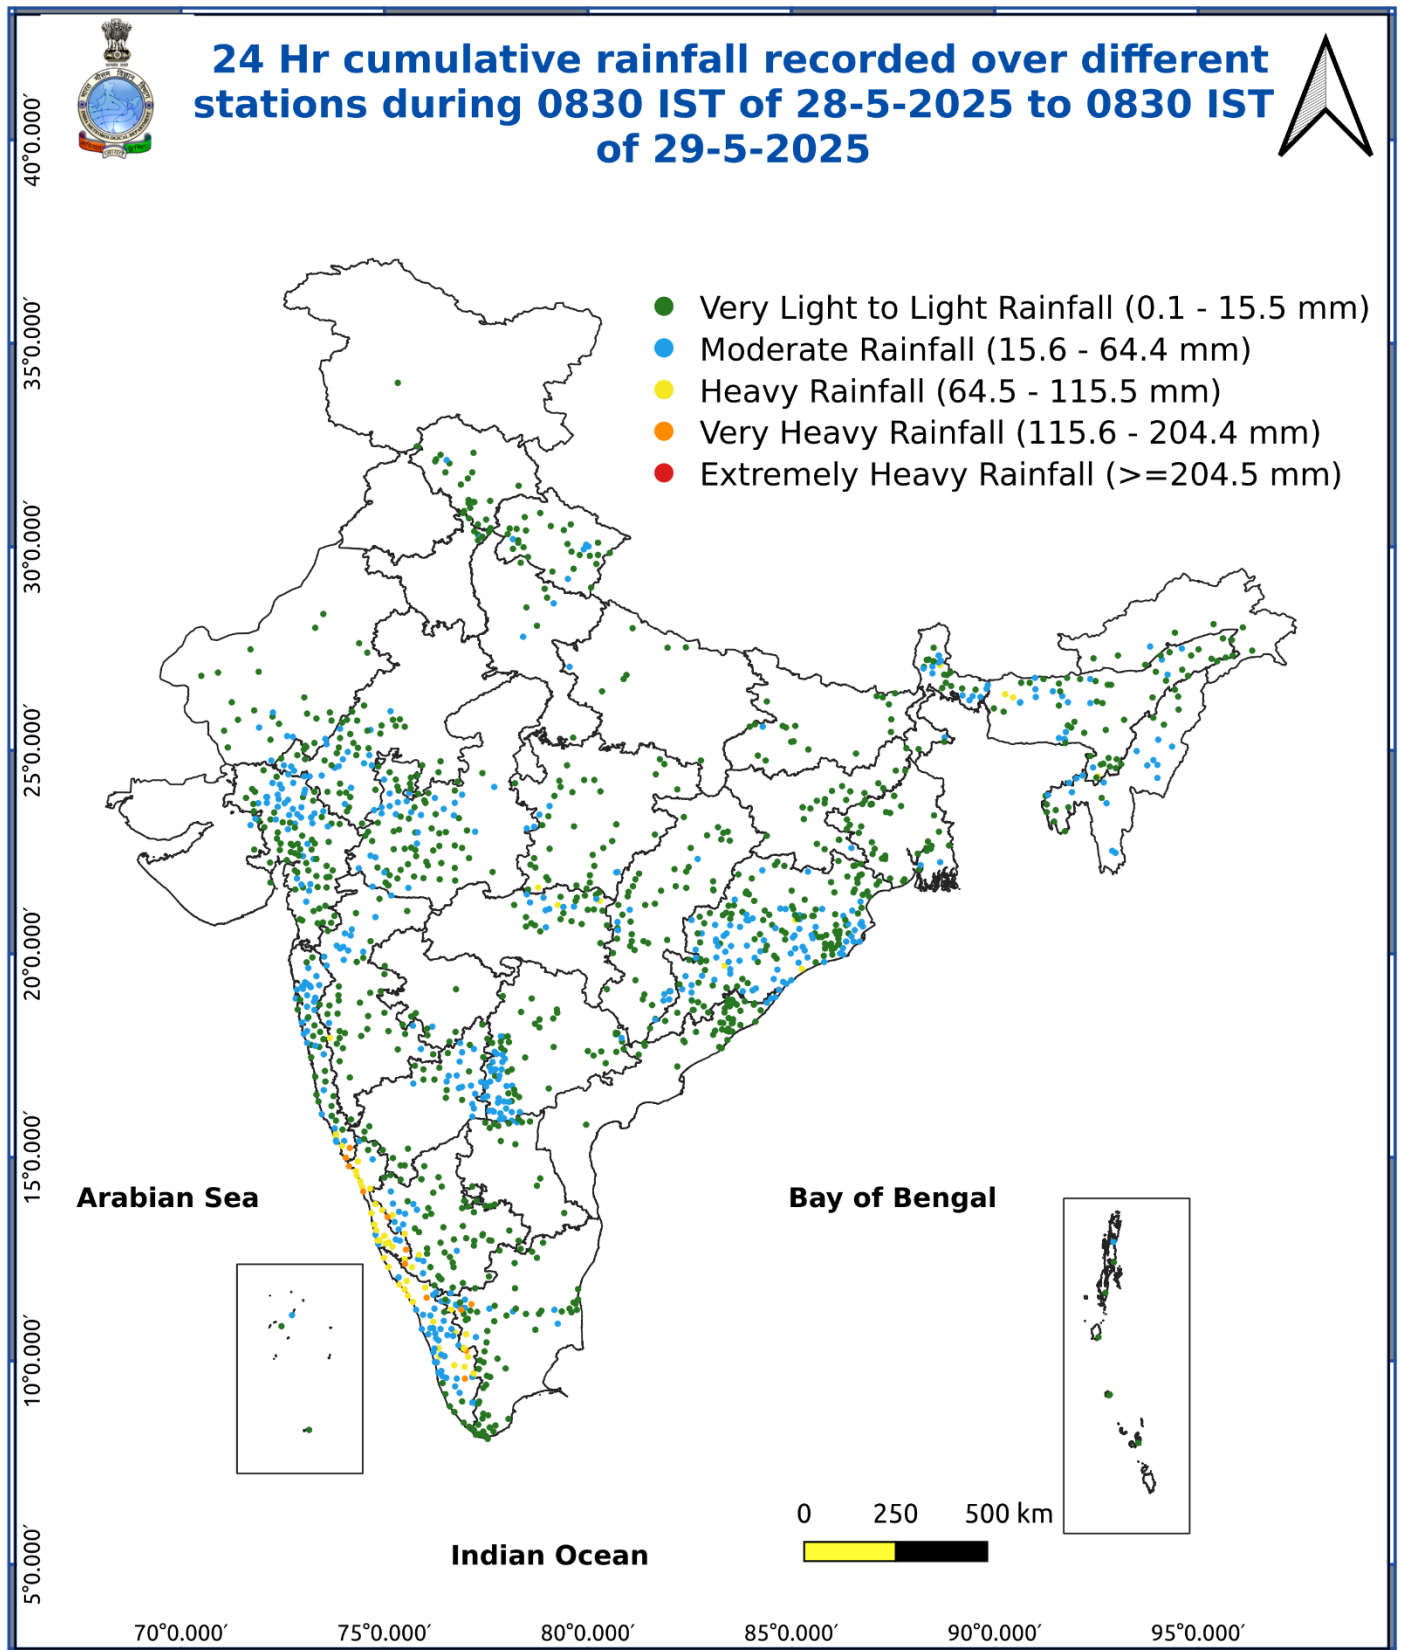 24 Hr cumulative rainfall recorded over different
stations during 0830 IST of 28-5-2025 to 0830 IST
of 29-5-2025
Very Light to Light Rainfall (0.1 - 15.5 mm)
Moderate Rainfall (15.6 - 64.4 mm)
Heavy Rainfall (64.5 - 115.5 mm)
Very Heavy Rainfall (115.6 - 204.4 mm)
Extremely Heavy Rainfall (>=204.5 mm)
40°0.000′
35°0.000′
30°0.000′
25°0.000′
20°0.000′
15°0.000′
10°0.000′
5°0.000′
Arabian Sea
Bay of Bengal
0 250 500 km
Indian Ocean
70°0.000′ 75°0.000′ 80°0.000′ 85°0.000′ 90°0.000′ 95°0.000′